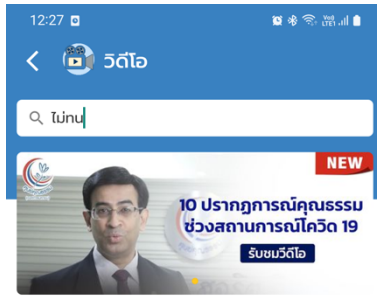 12:27
วิดีโอ
ไม่ทน
NEW
10 ปรากฏการณ์คุณธรรม
ช่วงสถานการณ์โควิด 19
รับชมวีดีโอ